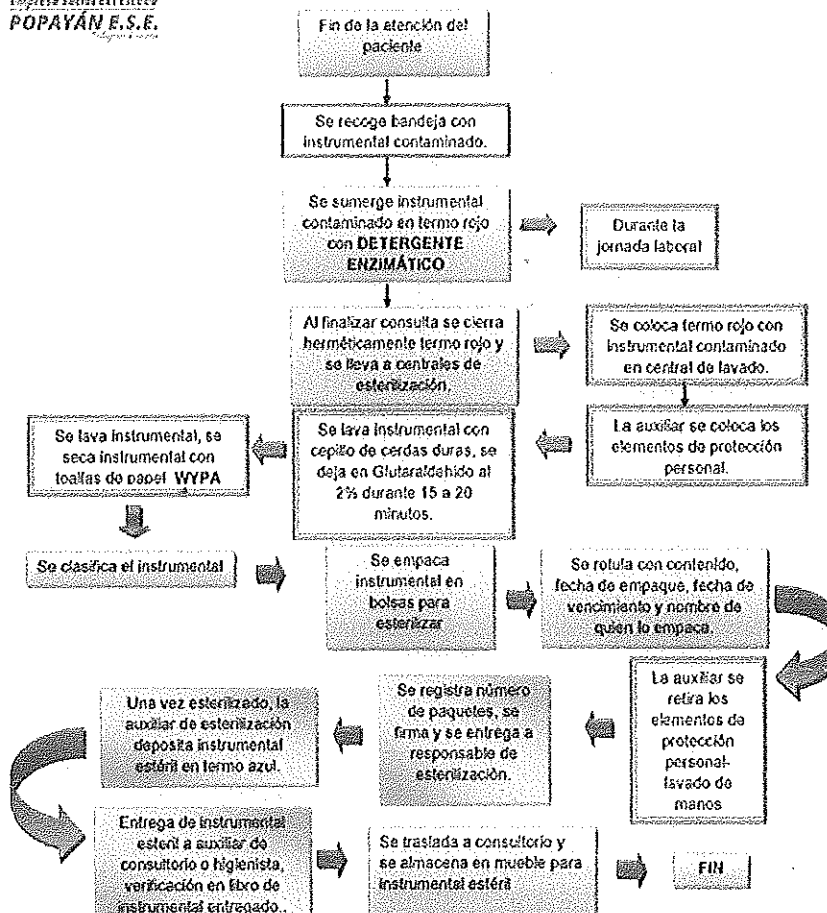 POPAYÁN E.S.E.
Fin de la atención del
paciente
Se recoge bandeja con
instrumental contaminado.
Se sumerge instrumental
contaminado en termo rojo
con DETERGENTE
ENZIMÁTICO
Durante la
jornada laboral
Al finalizar consulta se cierra
herméticamente termo rojo y
se lleva a centrales de
esterilización.
Se coloca termo rojo con
instrumental contaminado
en central de lavado.
La auxiliar se coloca los
elementos de protección
personal.
Se lava instrumental con
cepillo de cerdas duras, se
deja en Glutaraldehido al
2% durante 15 a 20
minutos.
Se lava instrumental, se
seca instrumental con
toallas de papel WYPA
Se clasifica el instrumental
Se empaca
instrumental en
bolsas para
esterilizar
Se rotula con contenido,
fecha de empaque, fecha de
vencimiento y nombre de
quien lo empaca.
La auxiliar se
retira los
elementos de
protección
personal-
lavado de
manos
Se registra número
de paquetes, se
firma y se entrega a
responsable de
esterilización.
Una vez esterilizado, la
auxiliar de esterilización
deposita instrumental
estéril en termo azul.
Entrega de instrumental
esteril a auxiliar de
consultorio o higienista,
verificación en libro de
instrumental entregado..
Se traslada a consultorio y
se almacena en mueble para
instrumental estéril
FIN